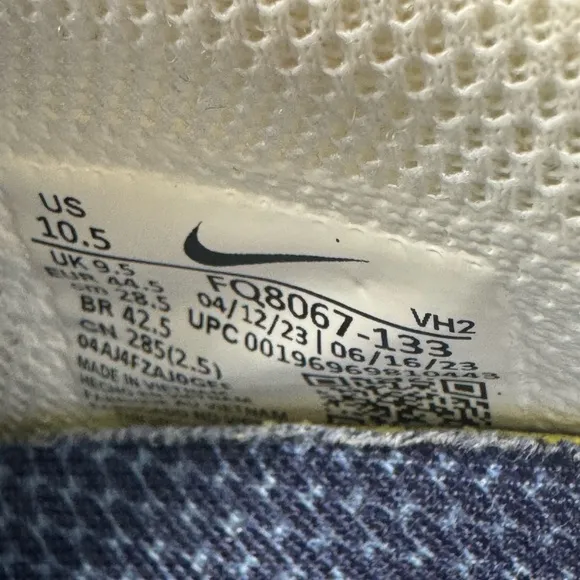 US
10.5
UK 9.5
EUR 44.5
cm 28.5
BR 42.5
CN 285(2.5)
MADE IN VIETNAM
FQ8067-133
VH2
04/12/23 | 06/16/23
UPC